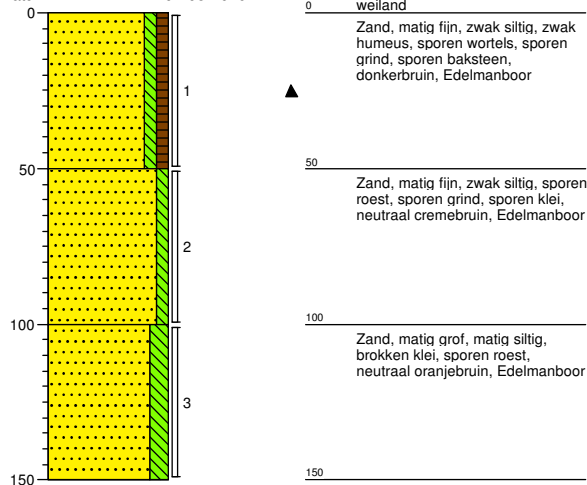 0
weiland
Zand, matig fijn, zwak siltig, zwak
humeus, sporen wortels, sporen
grind, sporen baksteen,
donkerbruin, Edelmanboor
1
50
50
Zand, matig fijn, zwak siltig, sporen
roest, sporen grind, sporen klei,
neutraal cremebruin, Edelmanboor
2
100
100
Zand, matig grof, matig siltig,
brokken klei, sporen roest,
neutraal oranjebruin, Edelmanboor
3
150
150
0